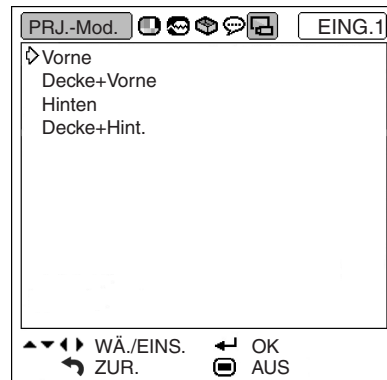 PRJ.-Mod. EING.1
Vorne
Decke+Vorne
Hinten
Decke+Hint.
WÄ./EINS. OK
ZUR. AUS